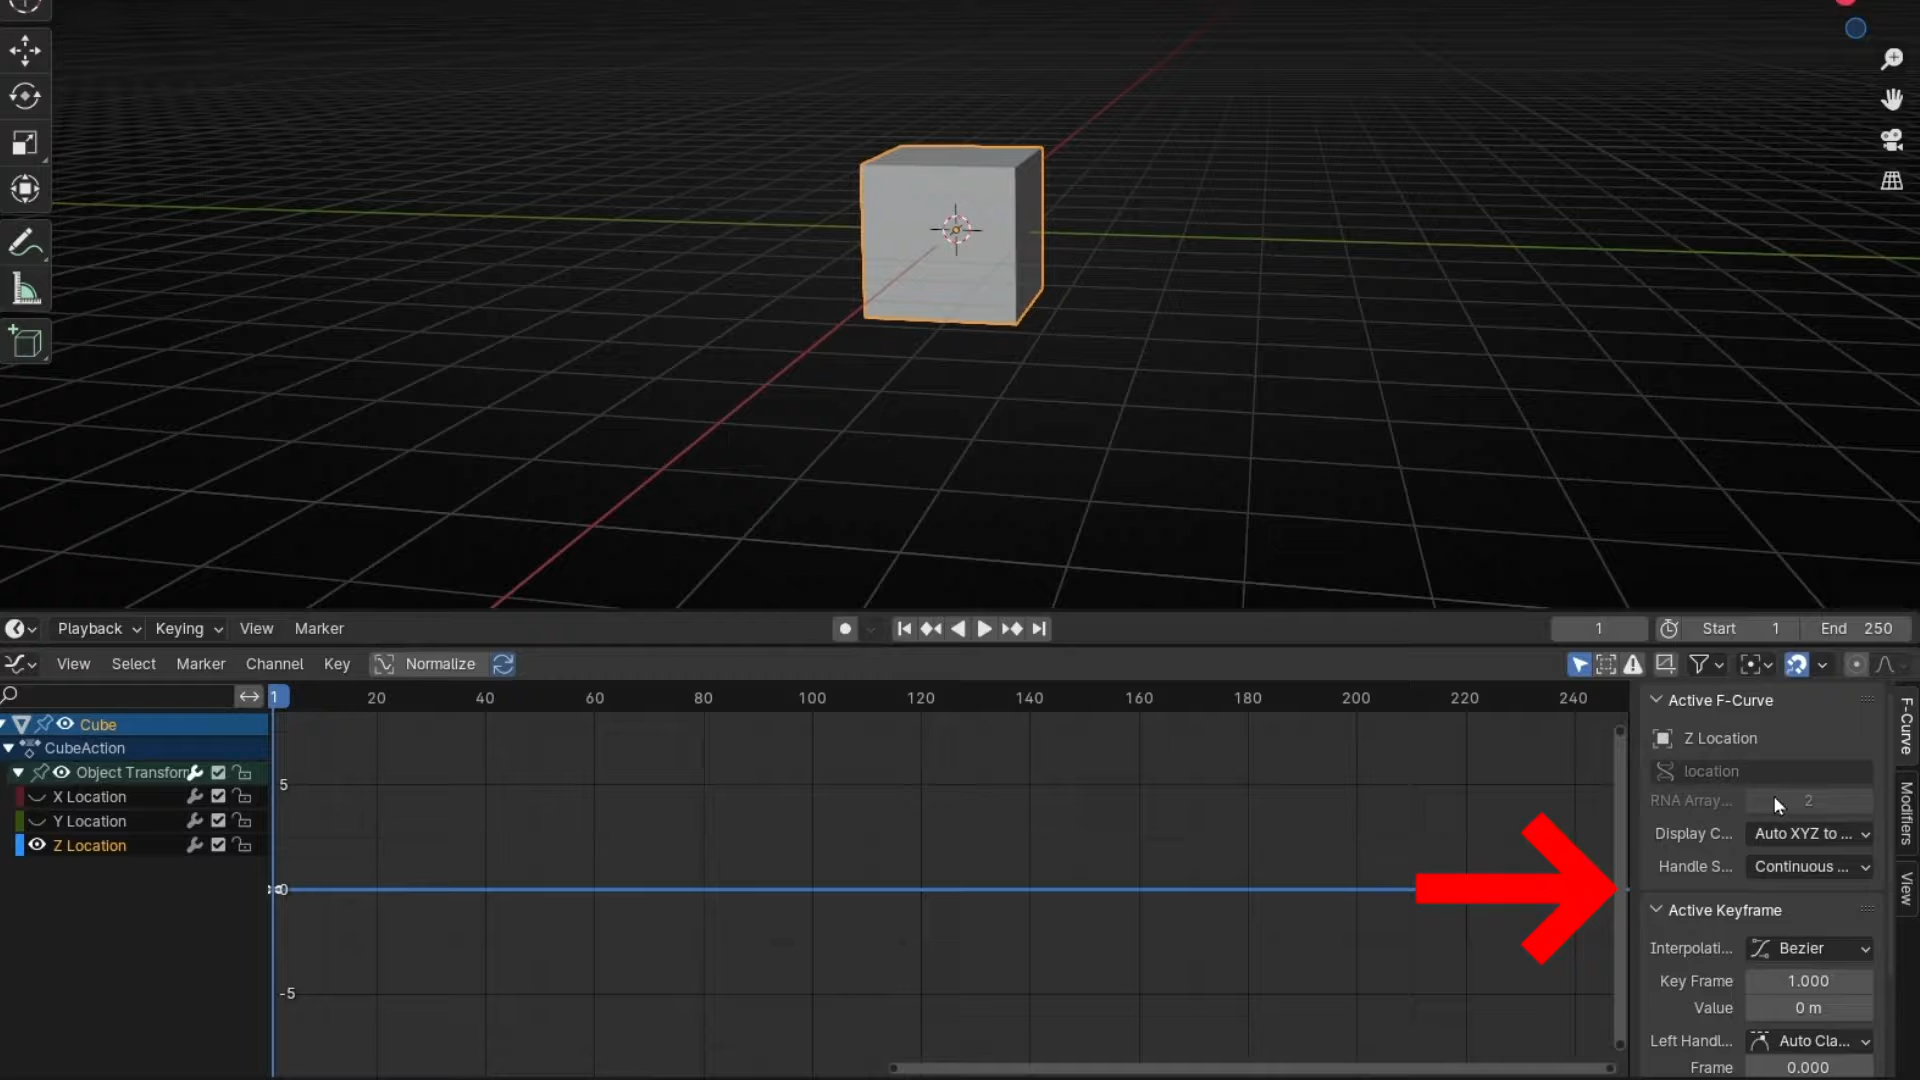 Playback Keying View Marker
1 Start 1 End 250
View Select Marker Channel Key Normalize
1 20 40 60 80 100 120 140 160 180 200 220 240
Cube
CubeAction
Object Transforr
X Location
Y Location
Z Location
5
0
-5
Active F-Curve
Z Location
location
RNA Array... 2
Display C... Auto XYZ to ...
Handle S... Continuous ...
Active Keyframe
Interpolati... Bezier
Key Frame 1.000
Value 0 m
Left Handl... Auto Cla...
Frame 0.000
F-Curve
Modifiers
View